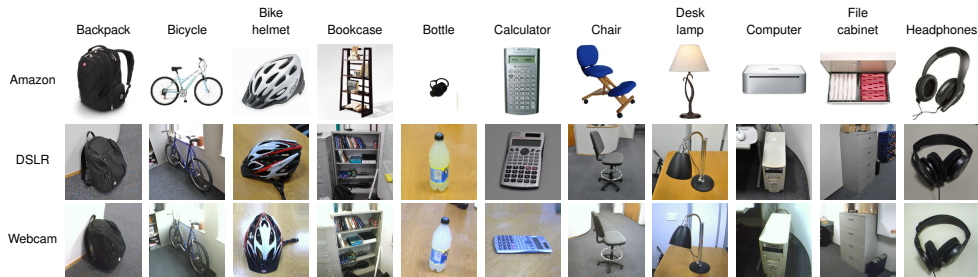 Backpack
Bicycle
Bike
helmet
Bookcase
Bottle
Calculator
Chair
Desk
lamp
Computer
File
cabinet
Headphones
Amazon
DSLR
Webcam